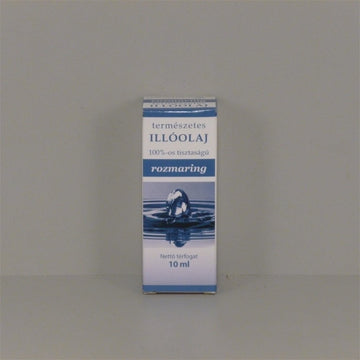 természetes
ILLÓOLAJ
100%-os tisztaságú
rozmaring
Nettó térfogat
10 ml